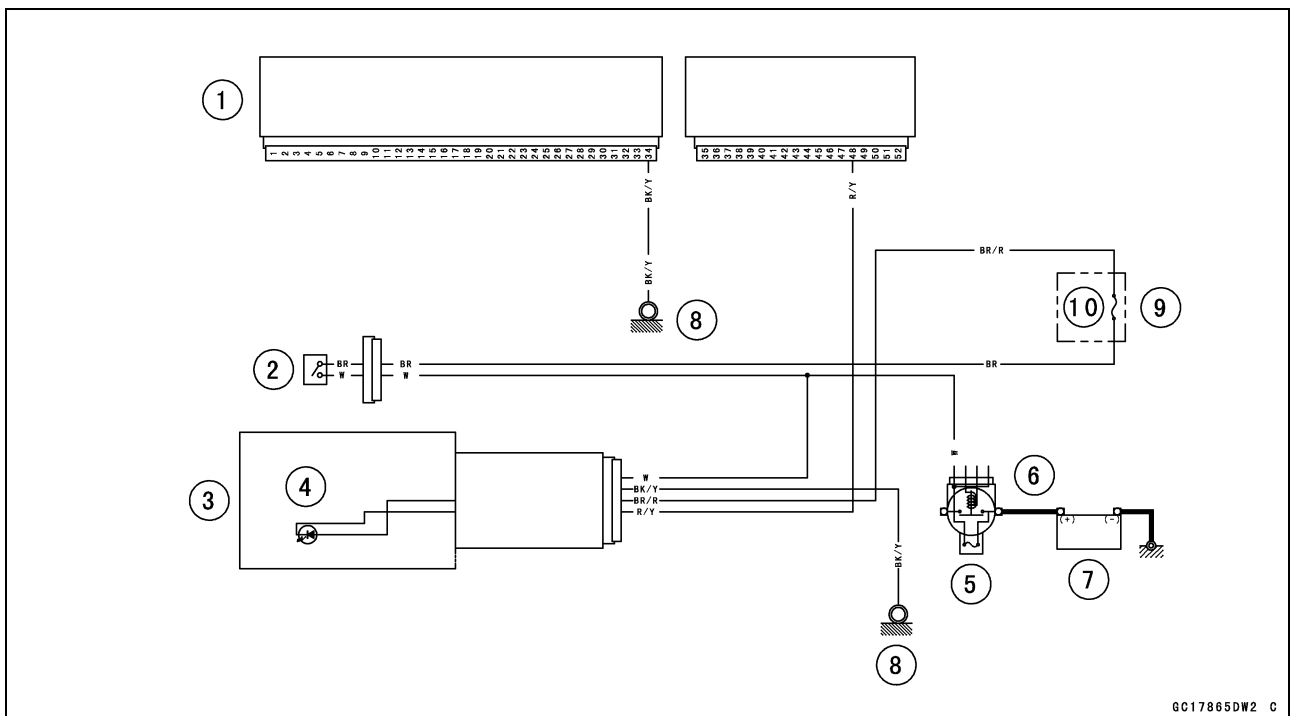 1
1 2 3 4 5 6 7 8 9 10 11 12 13 14 15 16 17 18 19 20 21 22 23 24 25 26 27 28 29 30 31 32 33 34
35 36 37 38 39 40 41 42 43 44 45 46 47 48 49 50 51 52
BK/Y
R/Y
BR/R
BK/Y
8
10
9
2
BR
BR
BR
W
W
W
6
3
4
W
BK/Y
BR/R
R/Y
(+)
(-)
BK/Y
5
7
8
GC17865DW2 C